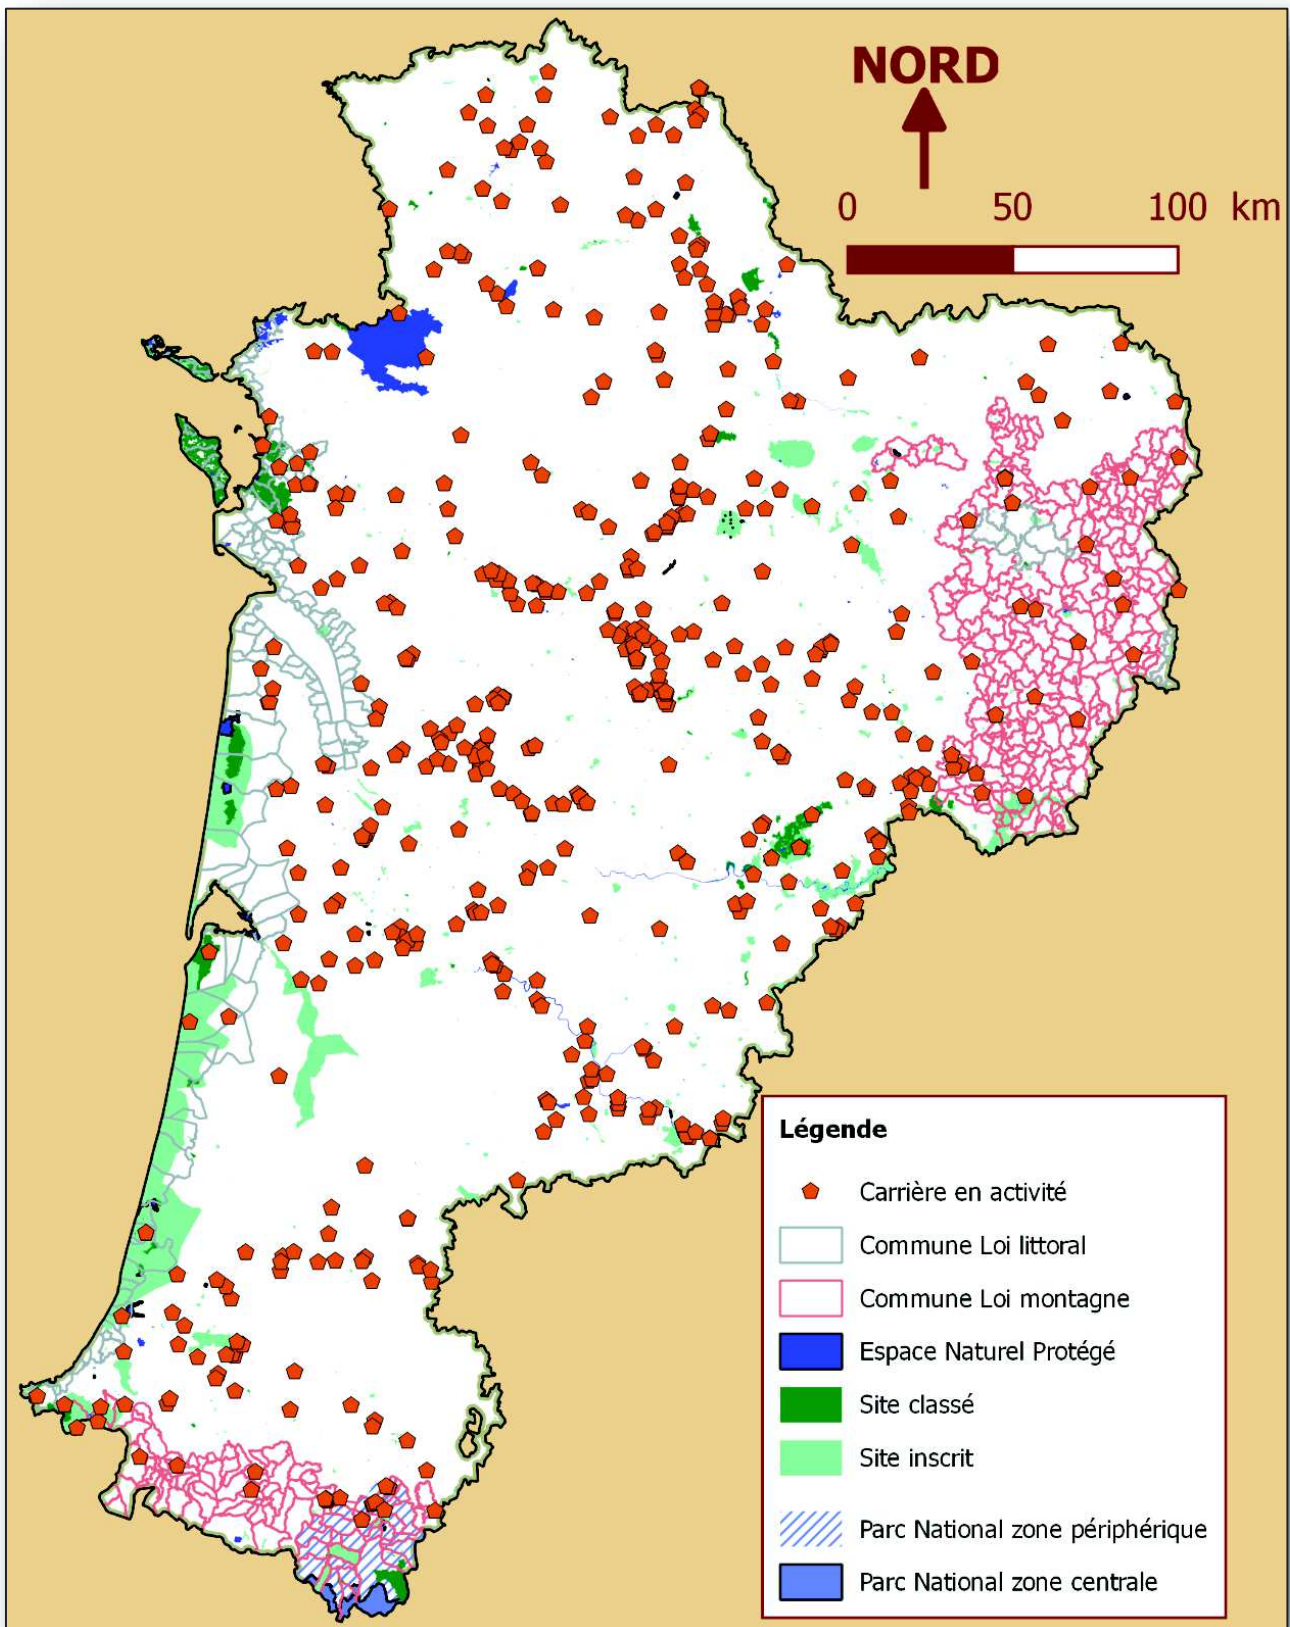 NORD
0 50 100 km
Légende
Carrière en activité
Commune Loi littoral
Commune Loi montagne
Espace Naturel Protégé
Site classé
Site inscrit
Parc National zone périphérique
Parc National zone centrale